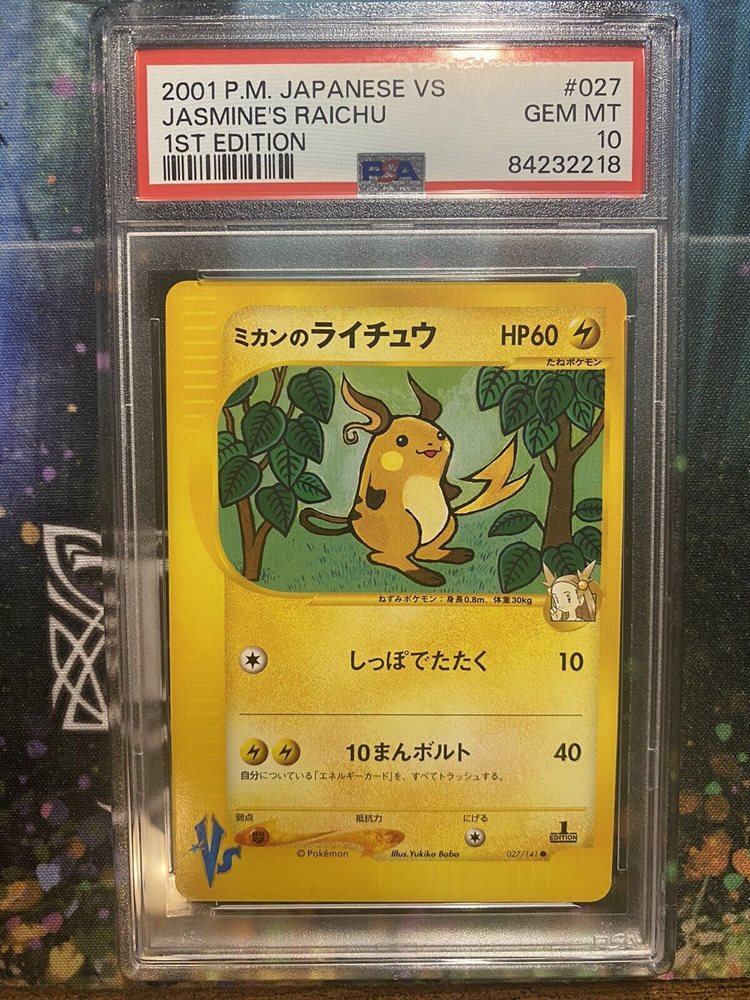 2001 P.M. JAPANESE VS #027
JASMINE'S RAICHU GEM MT
1ST EDITION 10
PSA 84232218
ミカンのライチュウ HP60
たねポケモン
ねずみポケモン：身長0.8m、体重30kg
しっぽでたたく 10
10まんボルト 40
自分についている「エネルギーカード」を、すべてトラッシュする。
弱点 抵抗力 にげる
1
EDITION
VS
© Pokémon Illus. Yukiko Baba 027/141
PSA